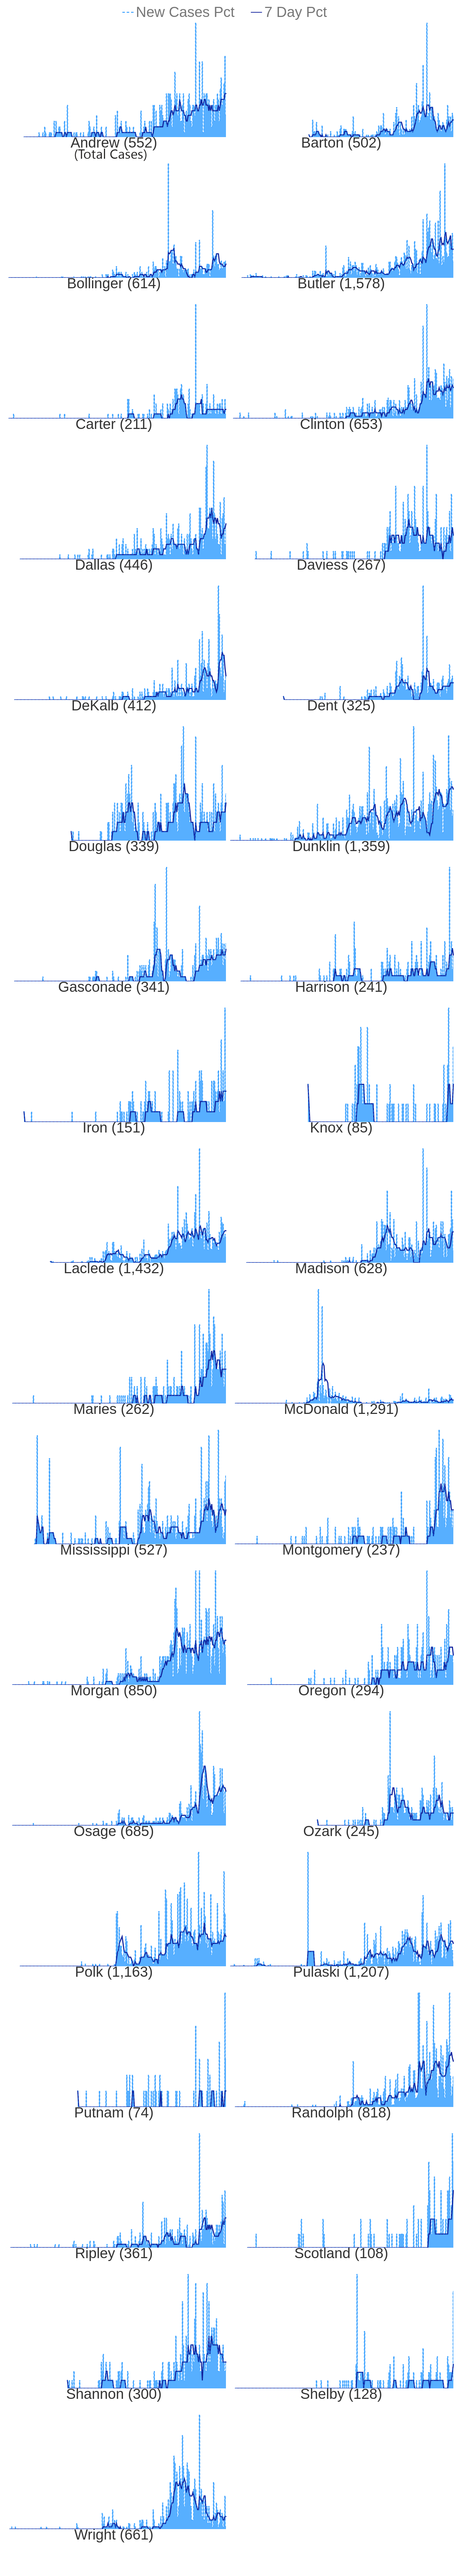 New Cases Pct 7 Day Pct
Andrew (552) Barton (502)
(Total Cases)
Bollinger (614) Butler (1,578)
Carter (211) Clinton (653)
Dallas (446) Daviess (267)
DeKalb (412) Dent (325)
Douglas (339) Dunklin (1,359)
Gasconade (341) Harrison (241)
Iron (151) Knox (85)
Laclede (1,432) Madison (628)
Maries (262) McDonald (1,291)
Mississippi (527) Montgomery (237)
Morgan (850) Oregon (294)
Osage (685) Ozark (245)
Polk (1,163) Pulaski (1,207)
Putnam (74) Randolph (818)
Ripley (361) Scotland (108)
Shannon (300) Shelby (128)
Wright (661)